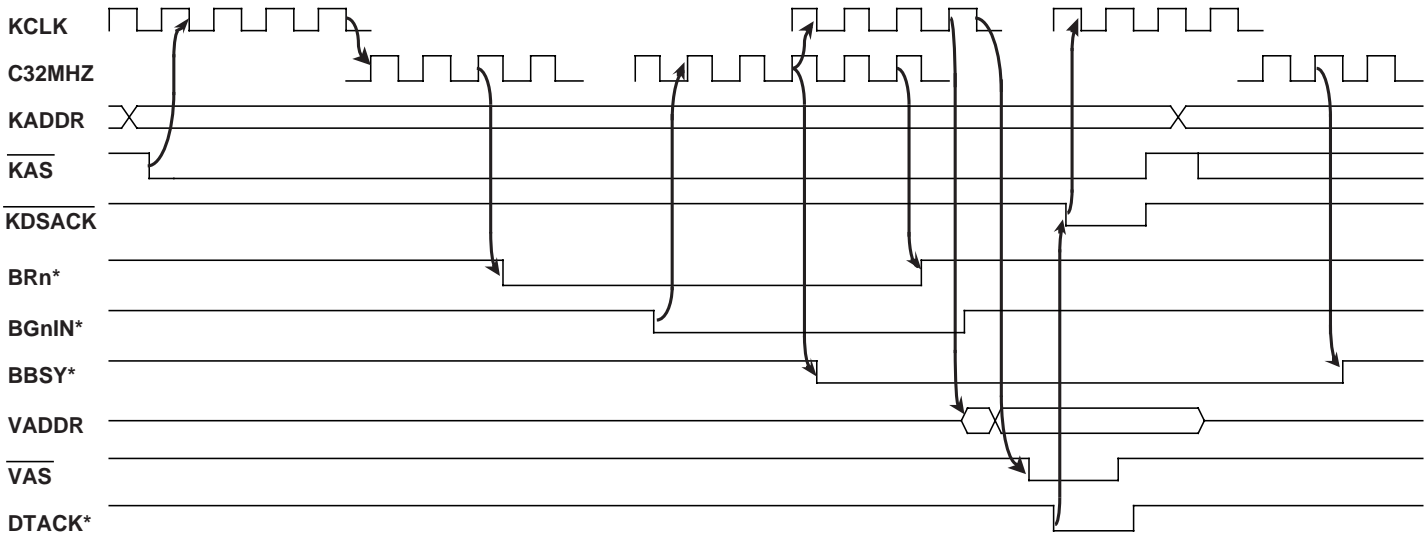 KCLK
C32MHZ
KADDR
KAS
KDSACK
BRn*
BGnIN*
BBSY*
VADDR
VAS
DTACK*